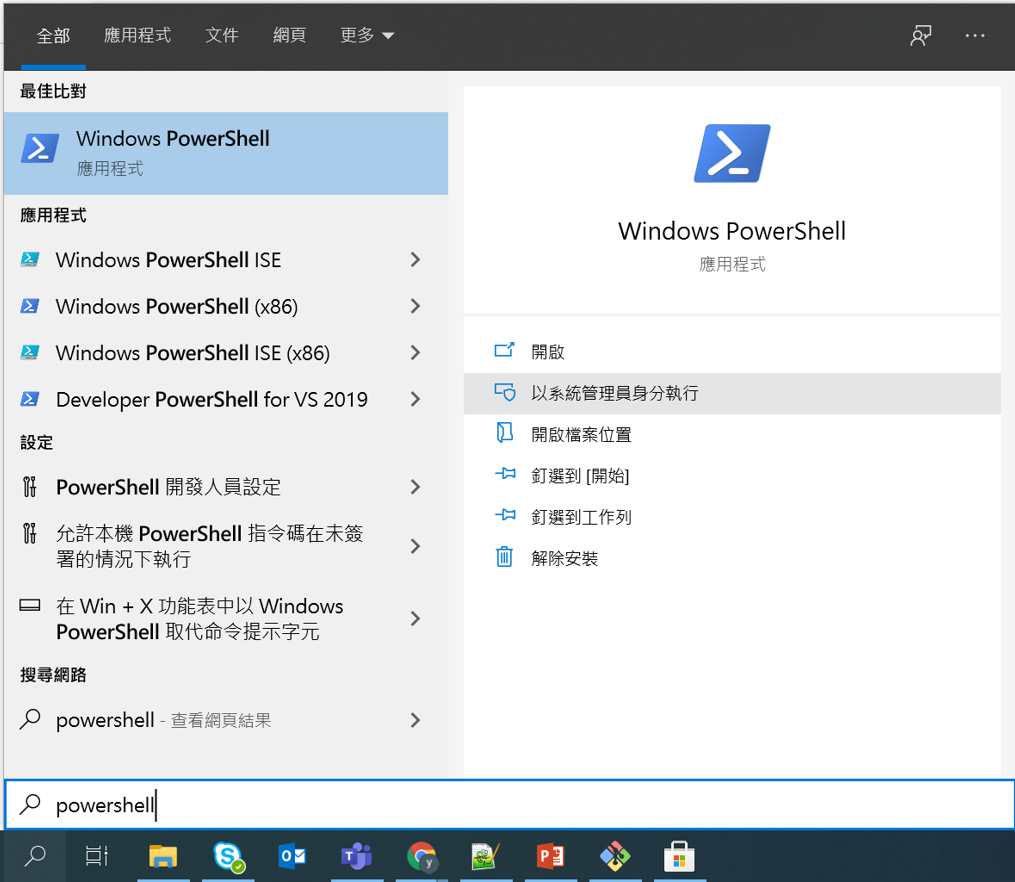 全部 應用程式 文件 網頁 更多
最佳比對
Windows PowerShell
應用程式
應用程式
Windows PowerShell ISE
Windows PowerShell (x86)
Windows PowerShell ISE (x86)
Developer PowerShell for VS 2019
設定
PowerShell 開發人員設定
允許本機 PowerShell 指令碼在未簽
署的情況下執行
在 Win + X 功能表中以 Windows
PowerShell 取代命令提示字元
搜尋網路
powershell - 查看網頁結果
Windows PowerShell
應用程式
開啟
以系統管理員身分執行
開啟檔案位置
釘選到 [開始]
釘選到工作列
解除安裝
powershell